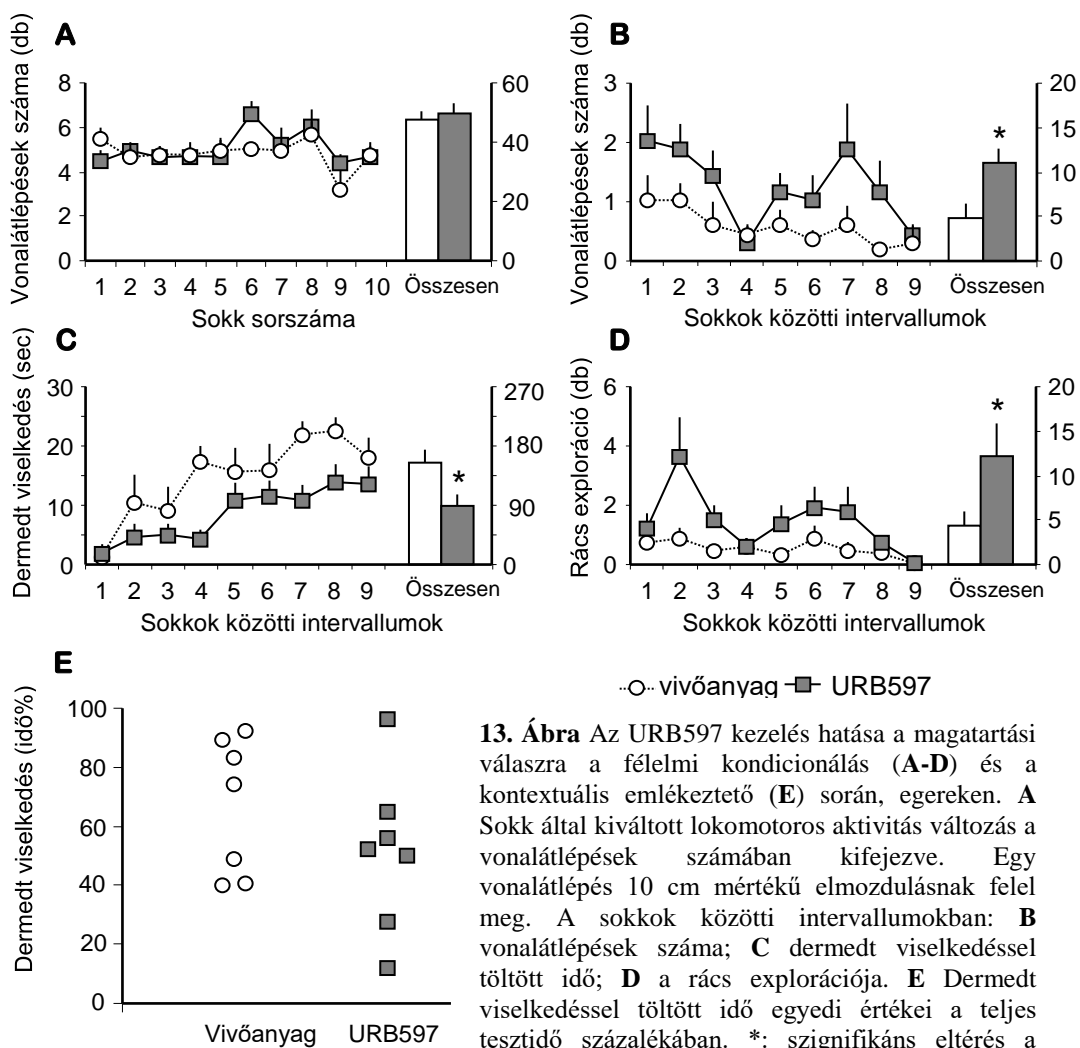 A
Vonalátlépések száma (db)
8
6
4
2
0
60
40
20
0
1 2 3 4 5 6 7 8 9 10 Összesen
Sokk sorszáma
B
Vonalátlépések száma (db)
3
2
1
0
20
15
10
5
0
*
1 2 3 4 5 6 7 8 9 Összesen
Sokkok közötti intervallumok
C
Dermedt viselkedés (sec)
30
20
10
0
270
180
90
0
*
1 2 3 4 5 6 7 8 9 Összesen
Sokkok közötti intervallumok
D
Rács exploráció (db)
6
4
2
0
20
15
10
5
0
*
1 2 3 4 5 6 7 8 9 Összesen
Sokkok közötti intervallumok
E
Dermedt viselkedés (idő%)
100
80
60
40
20
0
Vivőanyag URB597
vivőanyag URB597
13. Ábra Az URB597 kezelés hatása a magatartási
válaszra a félelmi kondicionálás (A-D) és a
kontextuális emlékeztető (E) során, egereken. A
Sokk által kiváltott lokomotoros aktivitás változás a
vonalátlépések számában kifejezve. Egy
vonalátlépés 10 cm mértékű elmozdulásnak felel
meg. A sokkok közötti intervallumokban: B
vonalátlépések száma; C dermedt viselkedéssel
töltött idő; D a rács explorációja. E Dermedt
viselkedéssel töltött idő egyedi értékei a teljes
tesztidő százalékában. *: szignifikáns eltérés a